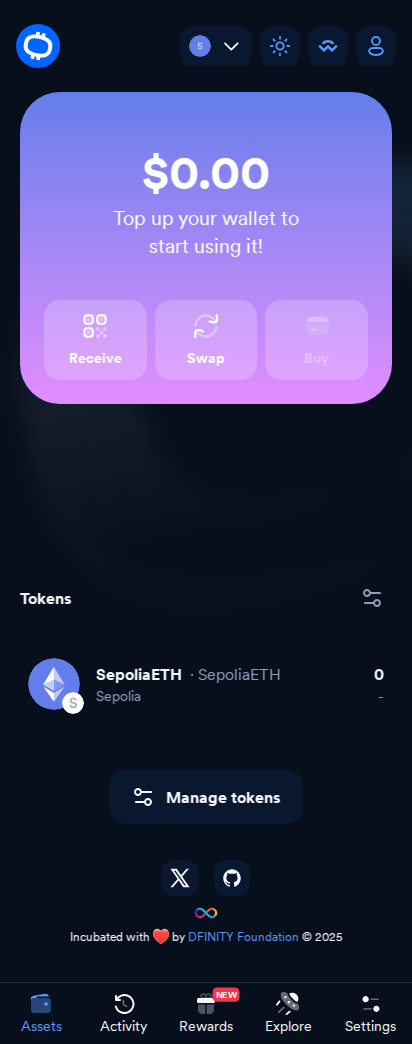 S
$0.00
Top up your wallet to
start using it!
Receive
Swap
Buy
Tokens
SepoliaETH · SepoliaETH
0
S
Sepolia
-
Manage tokens
Incubated with ❤️ by DFINITY Foundation © 2025
NEW
Assets
Activity
Rewards
Explore
Settings